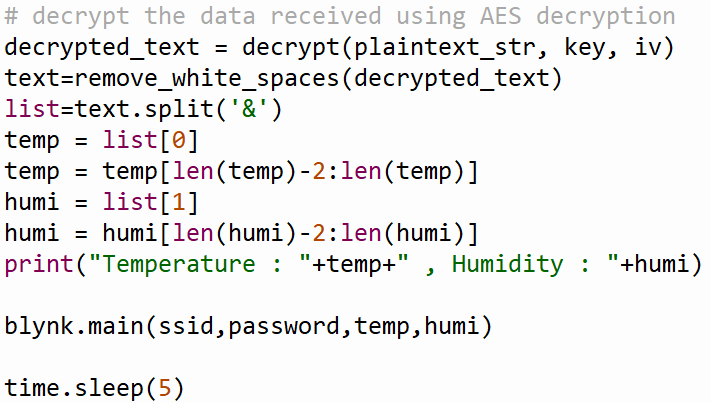 # decrypt the data received using AES decryption
decrypted_text = decrypt(plaintext_str, key, iv)
text=remove_white_spaces(decrypted_text)
list=text.split('&')
temp = list[0]
temp = temp[len(temp)-2:len(temp)]
humi = list[1]
humi = humi[len(humi)-2:len(humi)]
print("Temperature : "+temp+" , Humidity : "+humi)
blynk.main(ssid,password,temp,humi)
time.sleep(5)